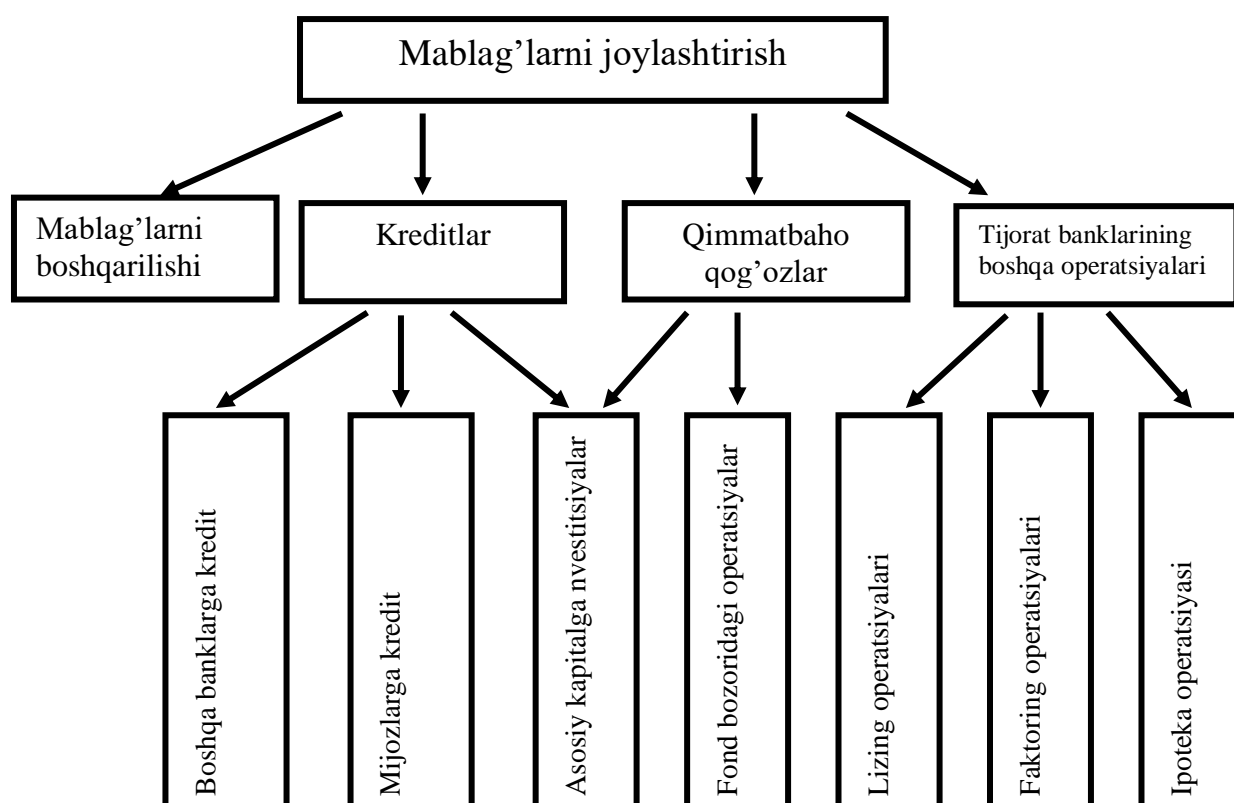 Mablag’larni joylashtirish
Mablag’larni
boshqarilishi
Kreditlar
Qimmatbaho
qog’ozlar
Tijorat banklarining
boshqa operatsiyalari
Boshqa banklarga kredit
Mijozlarga kredit
Asosiy kapitalga nvestitsiyalar
Fond bozoridagi operatsiyalar
Lizing operatsiyalari
Faktoring operatsiyalari
Ipoteka operatsiyasi